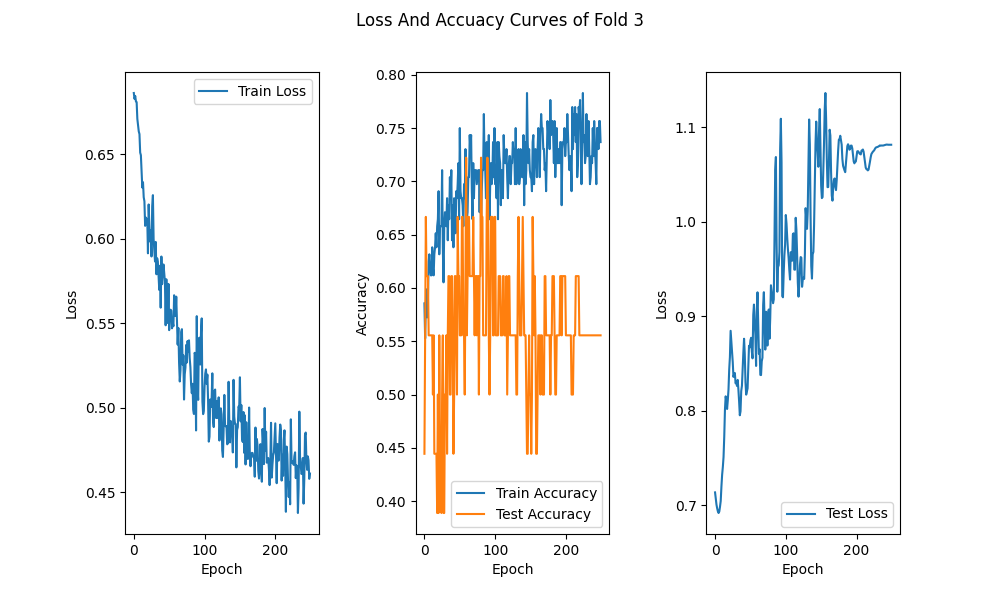 Loss And Accuacy Curves of Fold 3
Train Loss
0.65
0.60
0.55
0.50
0.45
Loss
0
100
200
Epoch
0.80
0.75
0.70
0.65
0.60
0.55
0.50
0.45
0.40
Accuracy
Train Accuracy
Test Accuracy
0
100
200
Epoch
1.1
1.0
0.9
0.8
0.7
Loss
Test Loss
0
100
200
Epoch